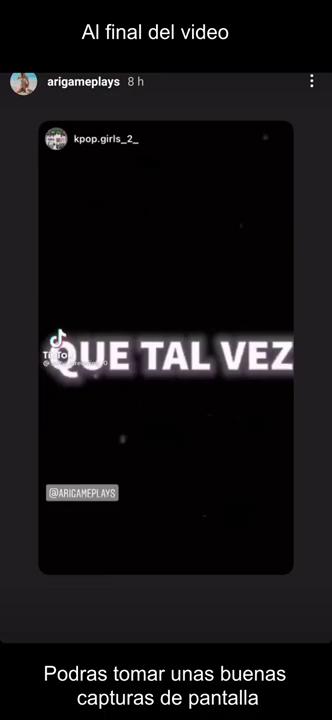 Al final del video
arigameplays 8 h
kpop.girls_2_
QUE TAL VEZ
TikTok
@ARIGAMEPLAYS
Podras tomar unas buenas
capturas de pantalla